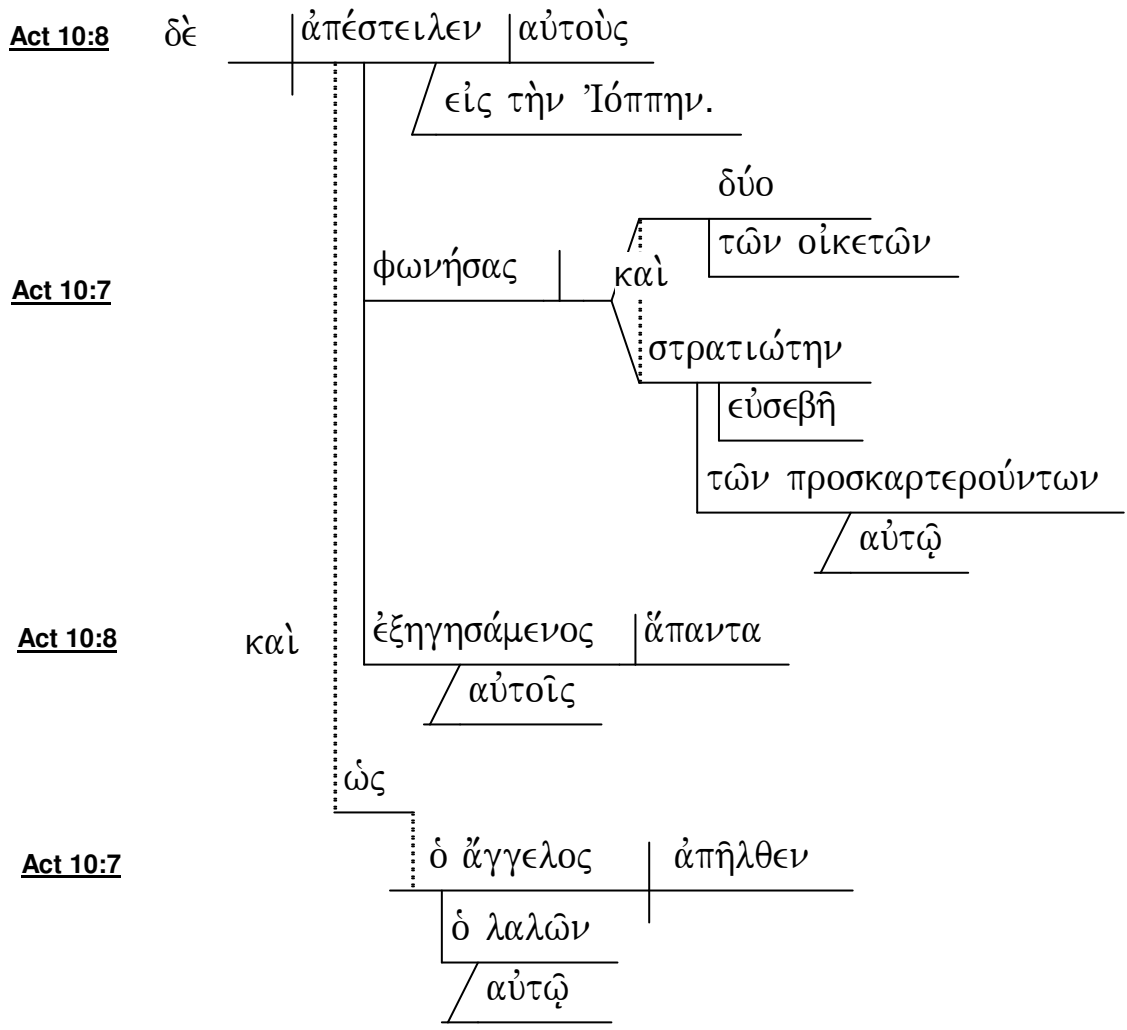 Act 10:8 δὲ ἀπέστειλεν αὐτοὺς
εἰς τὴν Ἰόππην.
δύο
τῶν οἰκετῶν
Act 10:7 φωνήσας καὶ
στρατιώτην
εὐσεβῆ
τῶν προσκαρτερούντων
αὐτῷ
Act 10:8 καὶ ἐξηγησάμενος ἅπαντα
αὐτοῖς
ὡς
Act 10:7 ὁ ἄγγελος ἀπῆλθεν
ὁ λαλῶν
αὐτῷ